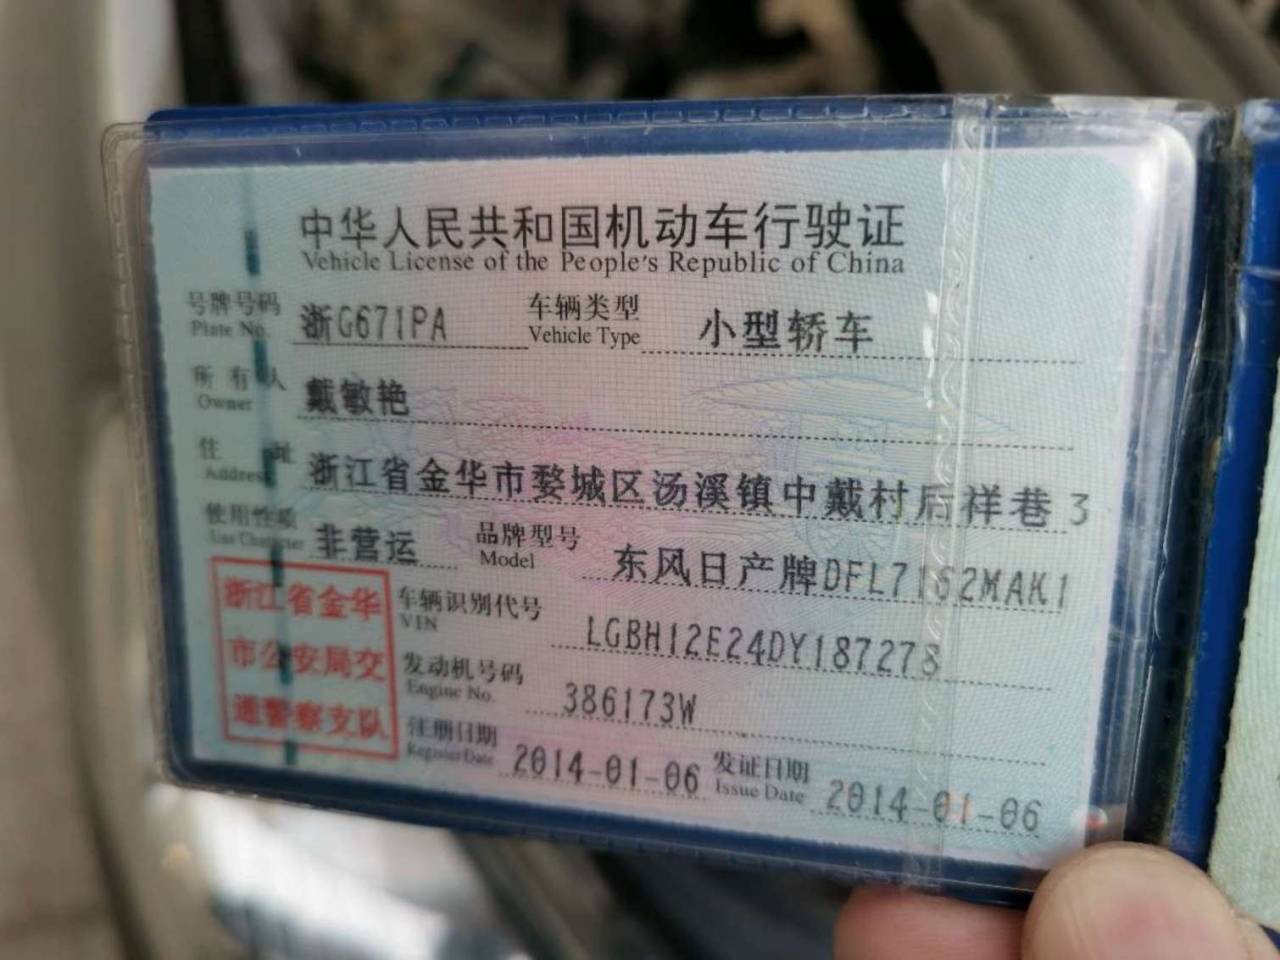 中华人民共和国机动车行驶证
Vehicle License of the People's Republic of China
号牌号码 浙G671PA 车辆类型 小型轿车
Plate No. Vehicle Type
所有人 戴敏艳
Owner
住址 浙江省金华市婺城区汤溪镇中戴村后祥巷3
Address
使用性质 非营运 品牌型号 东风日产牌DFL7162MAK1
Use Character Model
浙江省金华
市公安局交
通警察支队
车辆识别代号 LGBH12E24DY187278
VIN
发动机号码 386173W
Engine No.
注册日期 2014-01-06 发证日期 2014-01-06
Register Date Issue Date